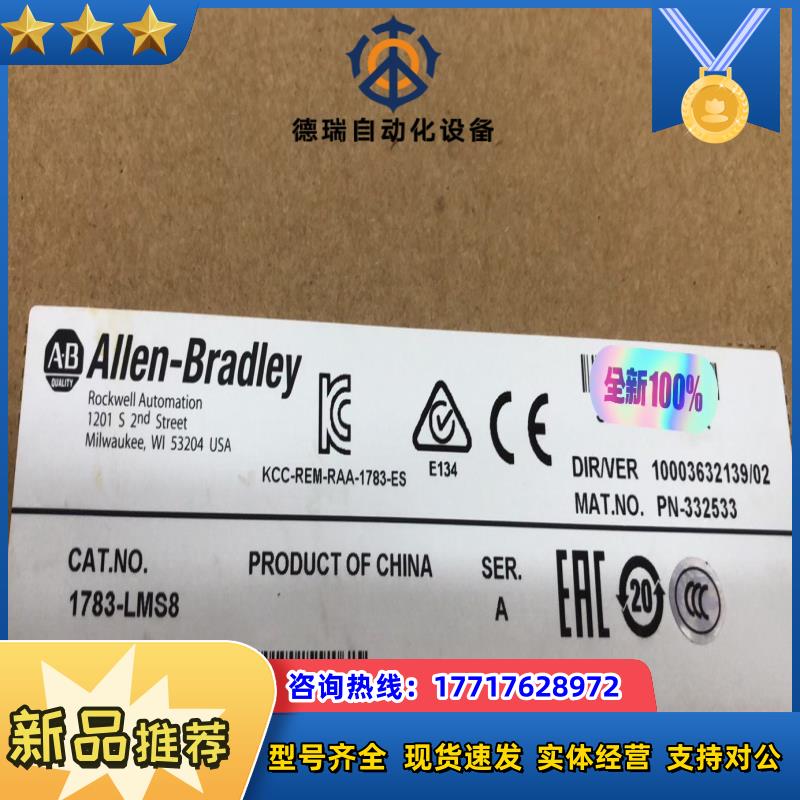 德瑞自动化设备
A·B
QUALITY
Allen-Bradley
Rockwell Automation
1201 S 2nd Street
Milwaukee, WI 53204 USA
KCC-REM-RAA-1783-ES
E134
CE
全新100%
DIR/VER 10003632139/02
MAT.NO. PN-332533
CAT.NO.
1783-LMS8
PRODUCT OF CHINA
SER.
A
EAC
20
CCC
咨询热线：17717628972
新品推荐
型号齐全 现货速发 实体经营 支持对公